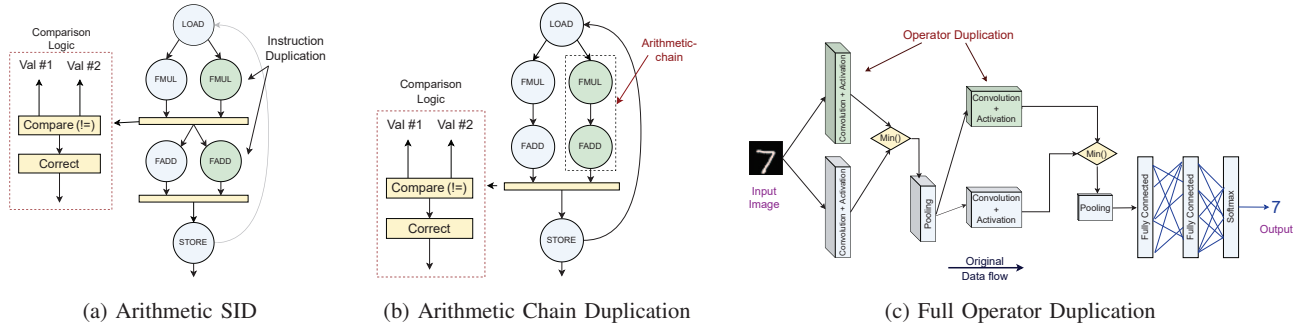 LOAD
Comparison
Logic
Val #1 Val #2
Instruction
Duplication
FMUL FMUL
Compare (!=)
Correct
FADD FADD
STORE
(a) Arithmetic SID
LOAD
Arithmetic-
chain
Comparison
Logic
Val #1 Val #2
FMUL FMUL
FADD FADD
Compare (!=)
Correct
STORE
(b) Arithmetic Chain Duplication
Operator Duplication
Convolution + Activation
Convolution
+
Activation
Min()
Min()
7
Input
Image
Convolution + Activation
Pooling
Convolution
+
Activation
Pooling
Fully Connected
Fully Connected
Softmax
7
Output
Original
Data flow
(c) Full Operator Duplication